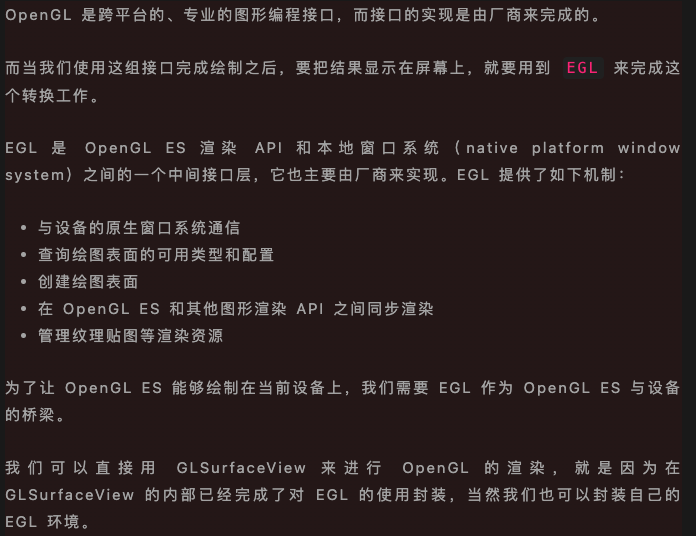 OpenGL 是跨平台的、专业的图形编程接口，而接口的实现是由厂商来完成的。
而当我们使用这组接口完成绘制之后，要把结果显示在屏幕上，就要用到 EGL 来完成这
个转换工作。
EGL 是 OpenGL ES 渲染 API 和本地窗口系统（native platform window
system）之间的一个中间接口层，它也主要由厂商来实现。EGL 提供了如下机制：
• 与设备的原生窗口系统通信
• 查询绘图表面的可用类型和配置
• 创建绘图表面
• 在 OpenGL ES 和其他图形渲染 API 之间同步渲染
• 管理纹理贴图等渲染资源
为了让 OpenGL ES 能够绘制在当前设备上，我们需要 EGL 作为 OpenGL ES 与设备
的桥梁。
我们可以直接用 GLSurfaceView 来进行 OpenGL 的渲染，就是因为在
GLSurfaceView 的内部已经完成了对 EGL 的使用封装，当然我们也可以封装自己的
EGL 环境。